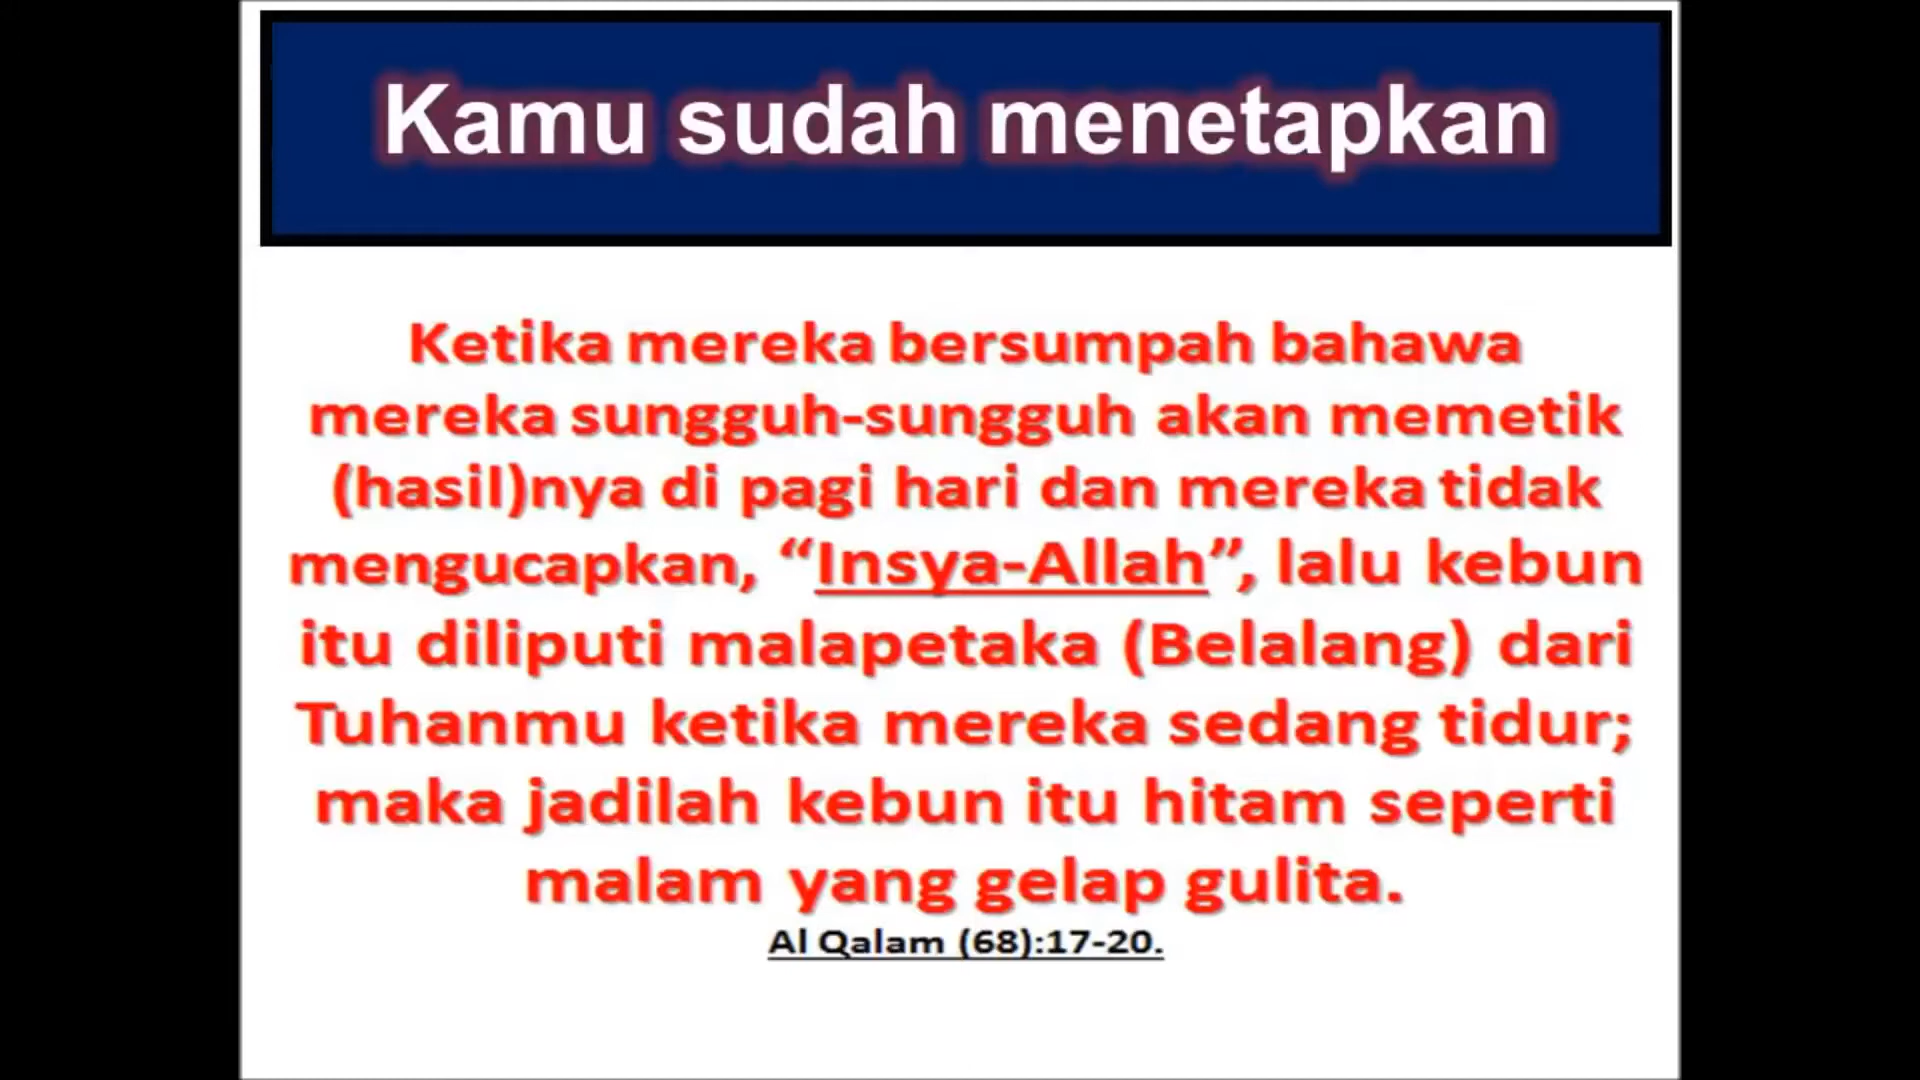 Kamu sudah menetapkan
Ketika mereka bersumpah bahawa
mereka sungguh-sungguh akan memetik
(hasil)nya di pagi hari dan mereka tidak
mengucapkan, “Insya-Allah”, lalu kebun
itu diliputi malapetaka (Belalang) dari
Tuhanmu ketika mereka sedang tidur;
maka jadilah kebun itu hitam seperti
malam yang gelap gulita.
Al Qalam (68):17-20.